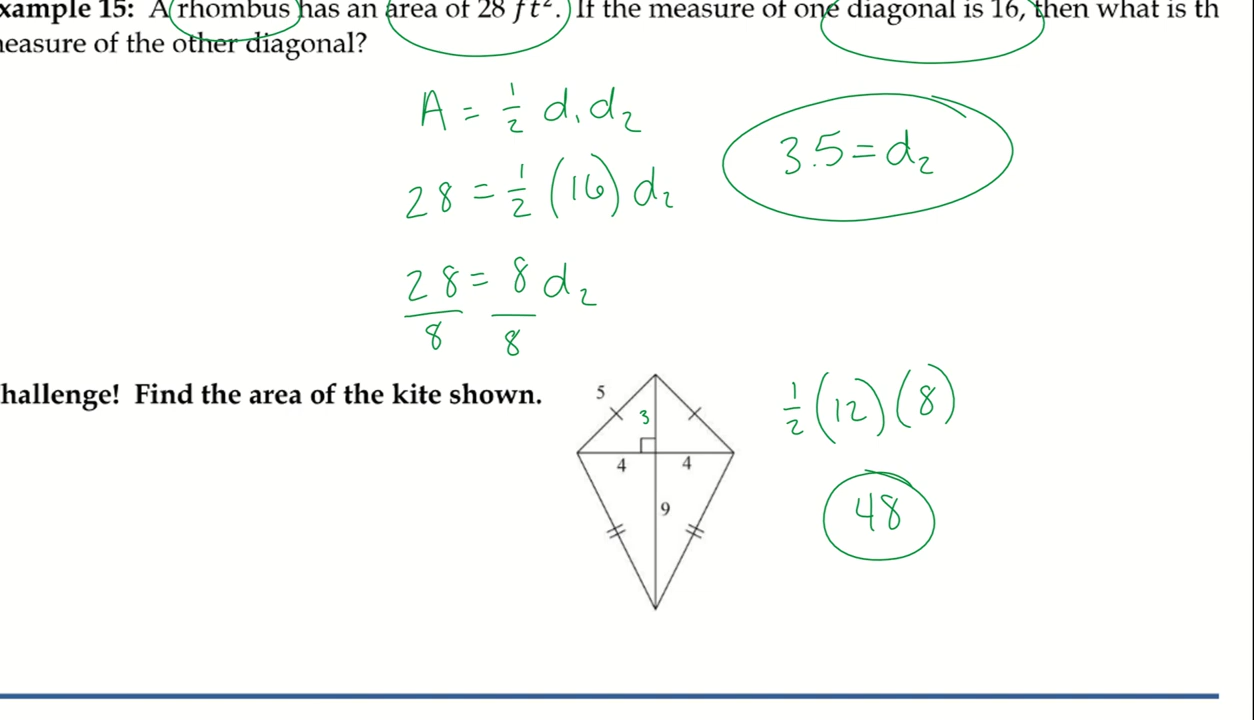 xample 15: A rhombus has an area of 28 ft². If the measure of one diagonal is 16, then what is th
easure of the other diagonal?
A = 1/2 d₁ d₂
3.5 = d₂
28 = 1/2 (16) d₂
28 = 8 d₂
8 8
hallenge! Find the area of the kite shown.
5
3
4 4
9
1/2 (12)(8)
48